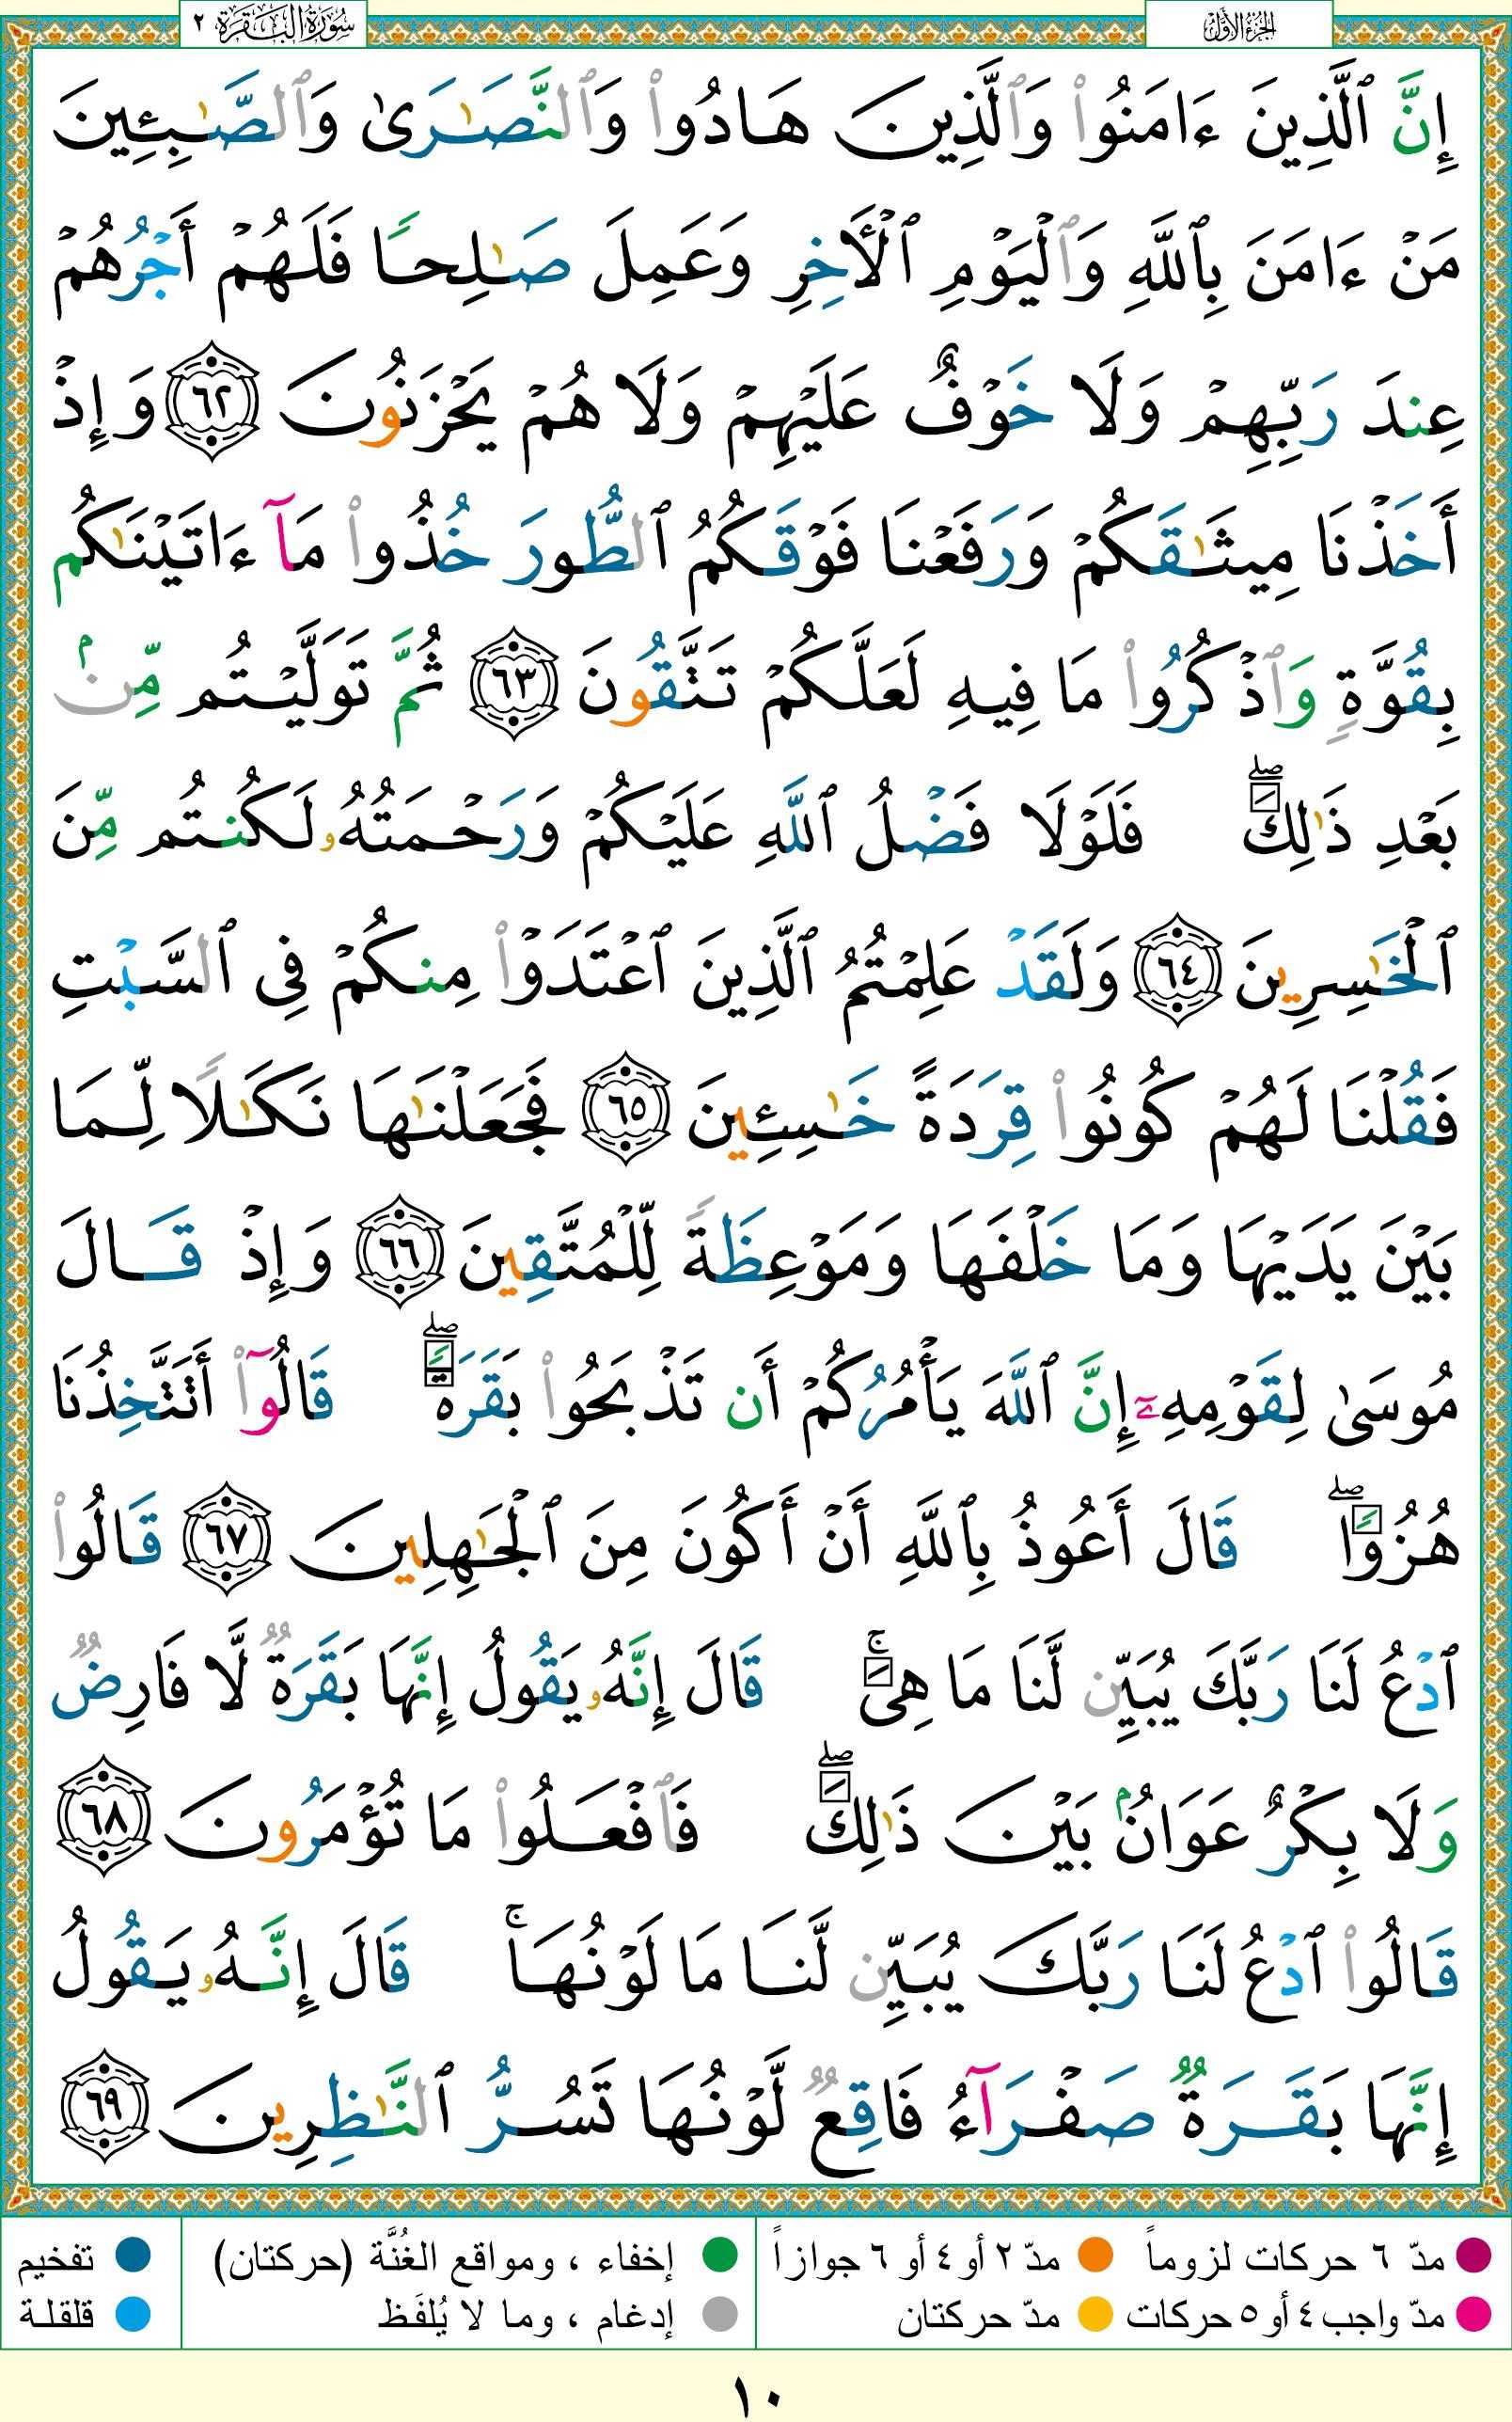 الجزء الأول
سورة البقرة ٢
إِنَّ ٱلَّذِينَ ءَامَنُوا۟ وَٱلَّذِينَ هَادُوا۟ وَٱلنَّصَـٰرَىٰ وَٱلصَّـٰبِـِٔينَ
مَنْ ءَامَنَ بِٱللَّهِ وَٱلْيَوْمِ ٱلْـَٔاخِرِ وَعَمِلَ صَـٰلِحًا فَلَهُمْ أَجْرُهُمْ
عِندَ رَبِّهِمْ وَلَا خَوْفٌ عَلَيْهِمْ وَلَا هُمْ يَحْزَنُونَ ٦٢ وَإِذْ
أَخَذْنَا مِيثَـٰقَكُمْ وَرَفَعْنَا فَوْقَكُمُ ٱلطُّورَ خُذُوا۟ مَآ ءَاتَيْنَـٰكُم
بِقُوَّةٍ وَٱذْكُرُوا۟ مَا فِيهِ لَعَلَّكُمْ تَتَّقُونَ ٦٣ ثُمَّ تَوَلَّيْتُم مِّنۢ
بَعْدِ ذَٰلِكَ ۖ فَلَوْلَا فَضْلُ ٱللَّهِ عَلَيْكُمْ وَرَحْمَتُهُۥ لَكُنتُم مِّنَ
ٱلْخَـٰسِرِينَ ٦٤ وَلَقَدْ عَلِمْتُمُ ٱلَّذِينَ ٱعْتَدَوْا۟ مِنكُمْ فِى ٱلسَّبْتِ
فَقُلْنَا لَهُمْ كُونُوا۟ قِرَدَةً خَـٰسِـِٔينَ ٦٥ فَجَعَلْنَـٰهَا نَكَـٰلًا لِّمَا
بَيْنَ يَدَيْهَا وَمَا خَلْفَهَا وَمَوْعِظَةً لِّلْمُتَّقِينَ ٦٦ وَإِذْ قَالَ
مُوسَىٰ لِقَوْمِهِۦٓ إِنَّ ٱللَّهَ يَأْمُرُكُمْ أَن تَذْبَحُوا۟ بَقَرَةً ۖ قَالُوٓا۟ أَتَتَّخِذُنَا
هُزُوًا ۖ قَالَ أَعُوذُ بِٱللَّهِ أَنْ أَكُونَ مِنَ ٱلْجَـٰهِلِينَ ٦٧ قَالُوا۟
ٱدْعُ لَنَا رَبَّكَ يُبَيِّن لَّنَا مَا هِىَ ۚ قَالَ إِنَّهُۥ يَقُولُ إِنَّهَا بَقَرَةٌ لَّا فَارِضٌ
وَلَا بِكْرٌ عَوَانٌۢ بَيْنَ ذَٰلِكَ ۖ فَٱفْعَلُوا۟ مَا تُؤْمَرُونَ ٦٨
قَالُوا۟ ٱدْعُ لَنَا رَبَّكَ يُبَيِّن لَّنَا مَا لَوْنُهَا ۚ قَالَ إِنَّهُۥ يَقُولُ
إِنَّهَا بَقَرَةٌ صَفْرَآءُ فَاقِعٌ لَّوْنُهَا تَسُرُّ ٱلنَّـٰظِرِينَ ٦٩
مدّ ٦ حركات لزوماً مدّ ٢ أو ٤ أو ٦ جوازاً إخفاء ، ومواقع الغُنَّة (حركتان) تفخيم
مدّ واجب ٤ أو ٥ حركات مدّ حركتان إدغام ، وما لا يُلفَظ قلقلة
١٠